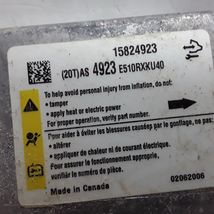 15824923
(20T)AS 4923 E510RXKU40
To help avoid personal injury from inflation, do not:
• tamper
• apply heat or electric power
For proper operation, verify part number.
Pour aider à éviter les blessures causées par le gonflage, ne pas
• altérer
• appliquer de chaleur ni de courant électrique.
Pour assurer le fonctionnement approprié,
vérifier le numéro de pièce.
Made in Canada
02062006